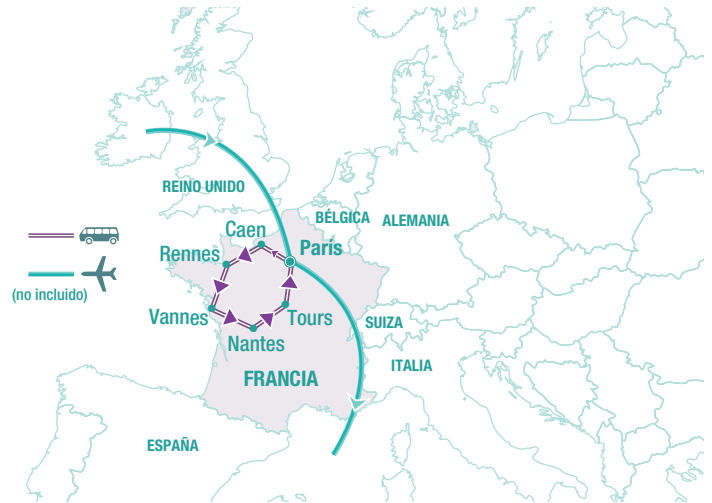 REINO UNIDO
BÉLGICA
ALEMANIA
Caen
París
Rennes
(no incluido)
Vannes
Tours
SUIZA
Nantes
ITALIA
FRANCIA
ESPAÑA